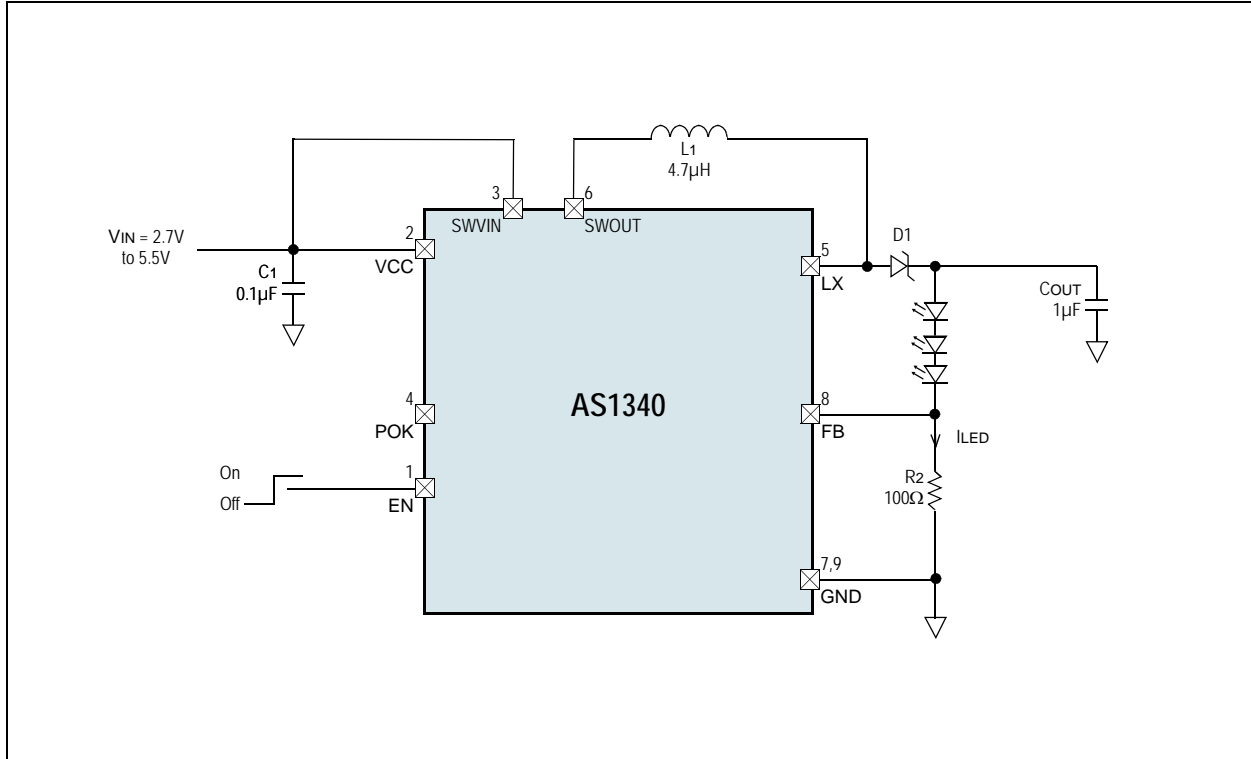 L1
4.7µH
3
6
SWVIN
SWOUT
VIN = 2.7V
to 5.5V
2
VCC
C1
0.1µF
5
LX
D1
COUT
1µF
AS1340
4
POK
8
FB
ILED
On
Off
1
EN
R2
100Ω
7,9
GND